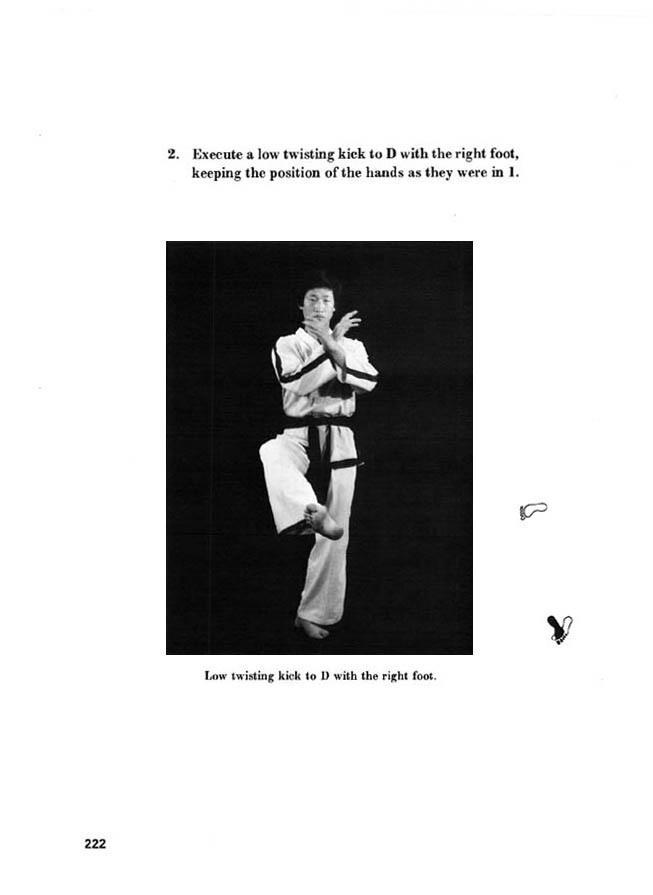 2. Execute a low twisting kick to D with the right foot,
keeping the position of the hands as they were in 1.
Low twisting kick to D with the right foot.
222